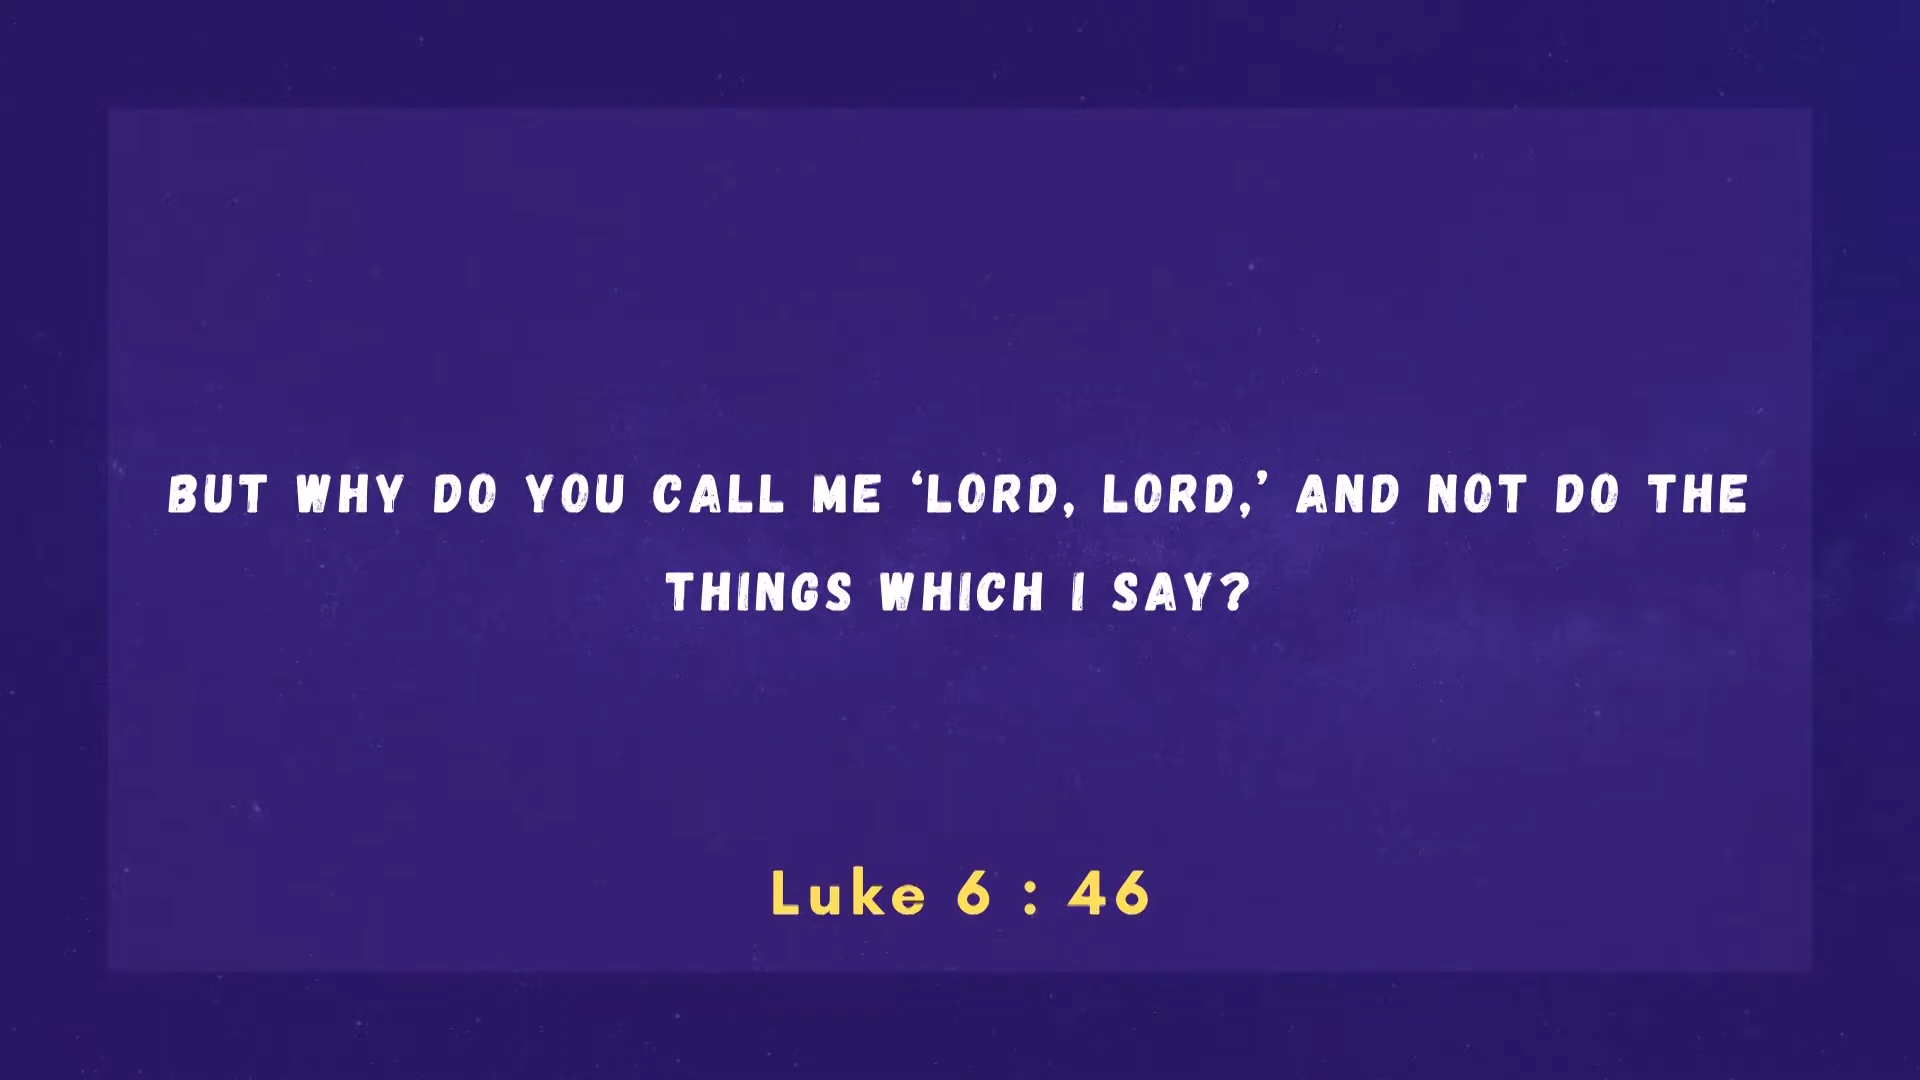 BUT WHY DO YOU CALL ME ‘LORD, LORD,’ AND NOT DO THE
THINGS WHICH I SAY?
Luke 6 : 46